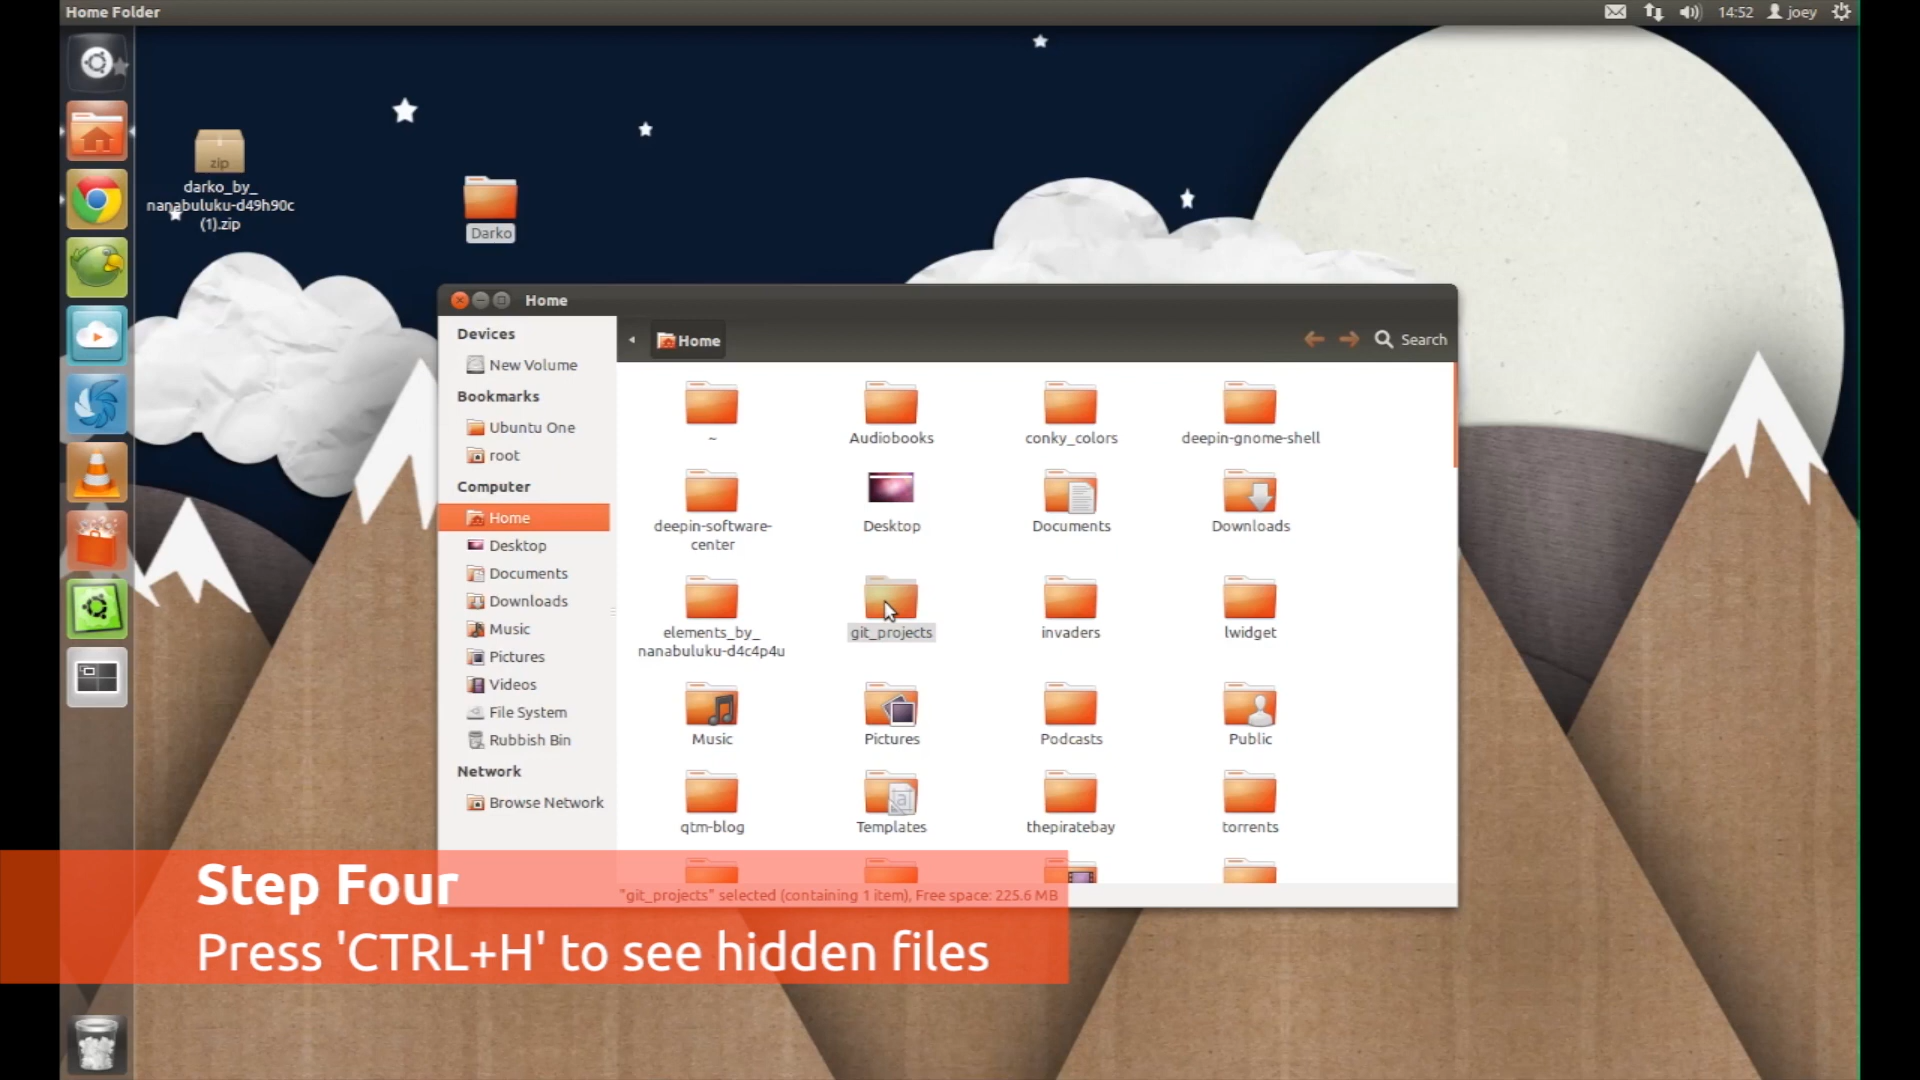 Home Folder
14:52
joey
zip
darko_by_
nanabuluku-d49h90c
(1).zip
Darko
Home
Devices
New Volume
Bookmarks
Ubuntu One
root
Computer
Home
Desktop
Documents
Downloads
Music
Pictures
Videos
File System
Rubbish Bin
Network
Browse Network
Home
Search
~
Audiobooks
conky_colors
deepin-gnome-shell
deepin-software-
center
Desktop
Documents
Downloads
elements_by_
nanabuluku-d4c4p4u
git_projects
invaders
lwidget
Music
Pictures
Podcasts
Public
qtm-blog
Templates
thepiratebay
torrents
"git_projects" selected (containing 1 item), Free space: 225.6 MB
Step Four
Press 'CTRL+H' to see hidden files